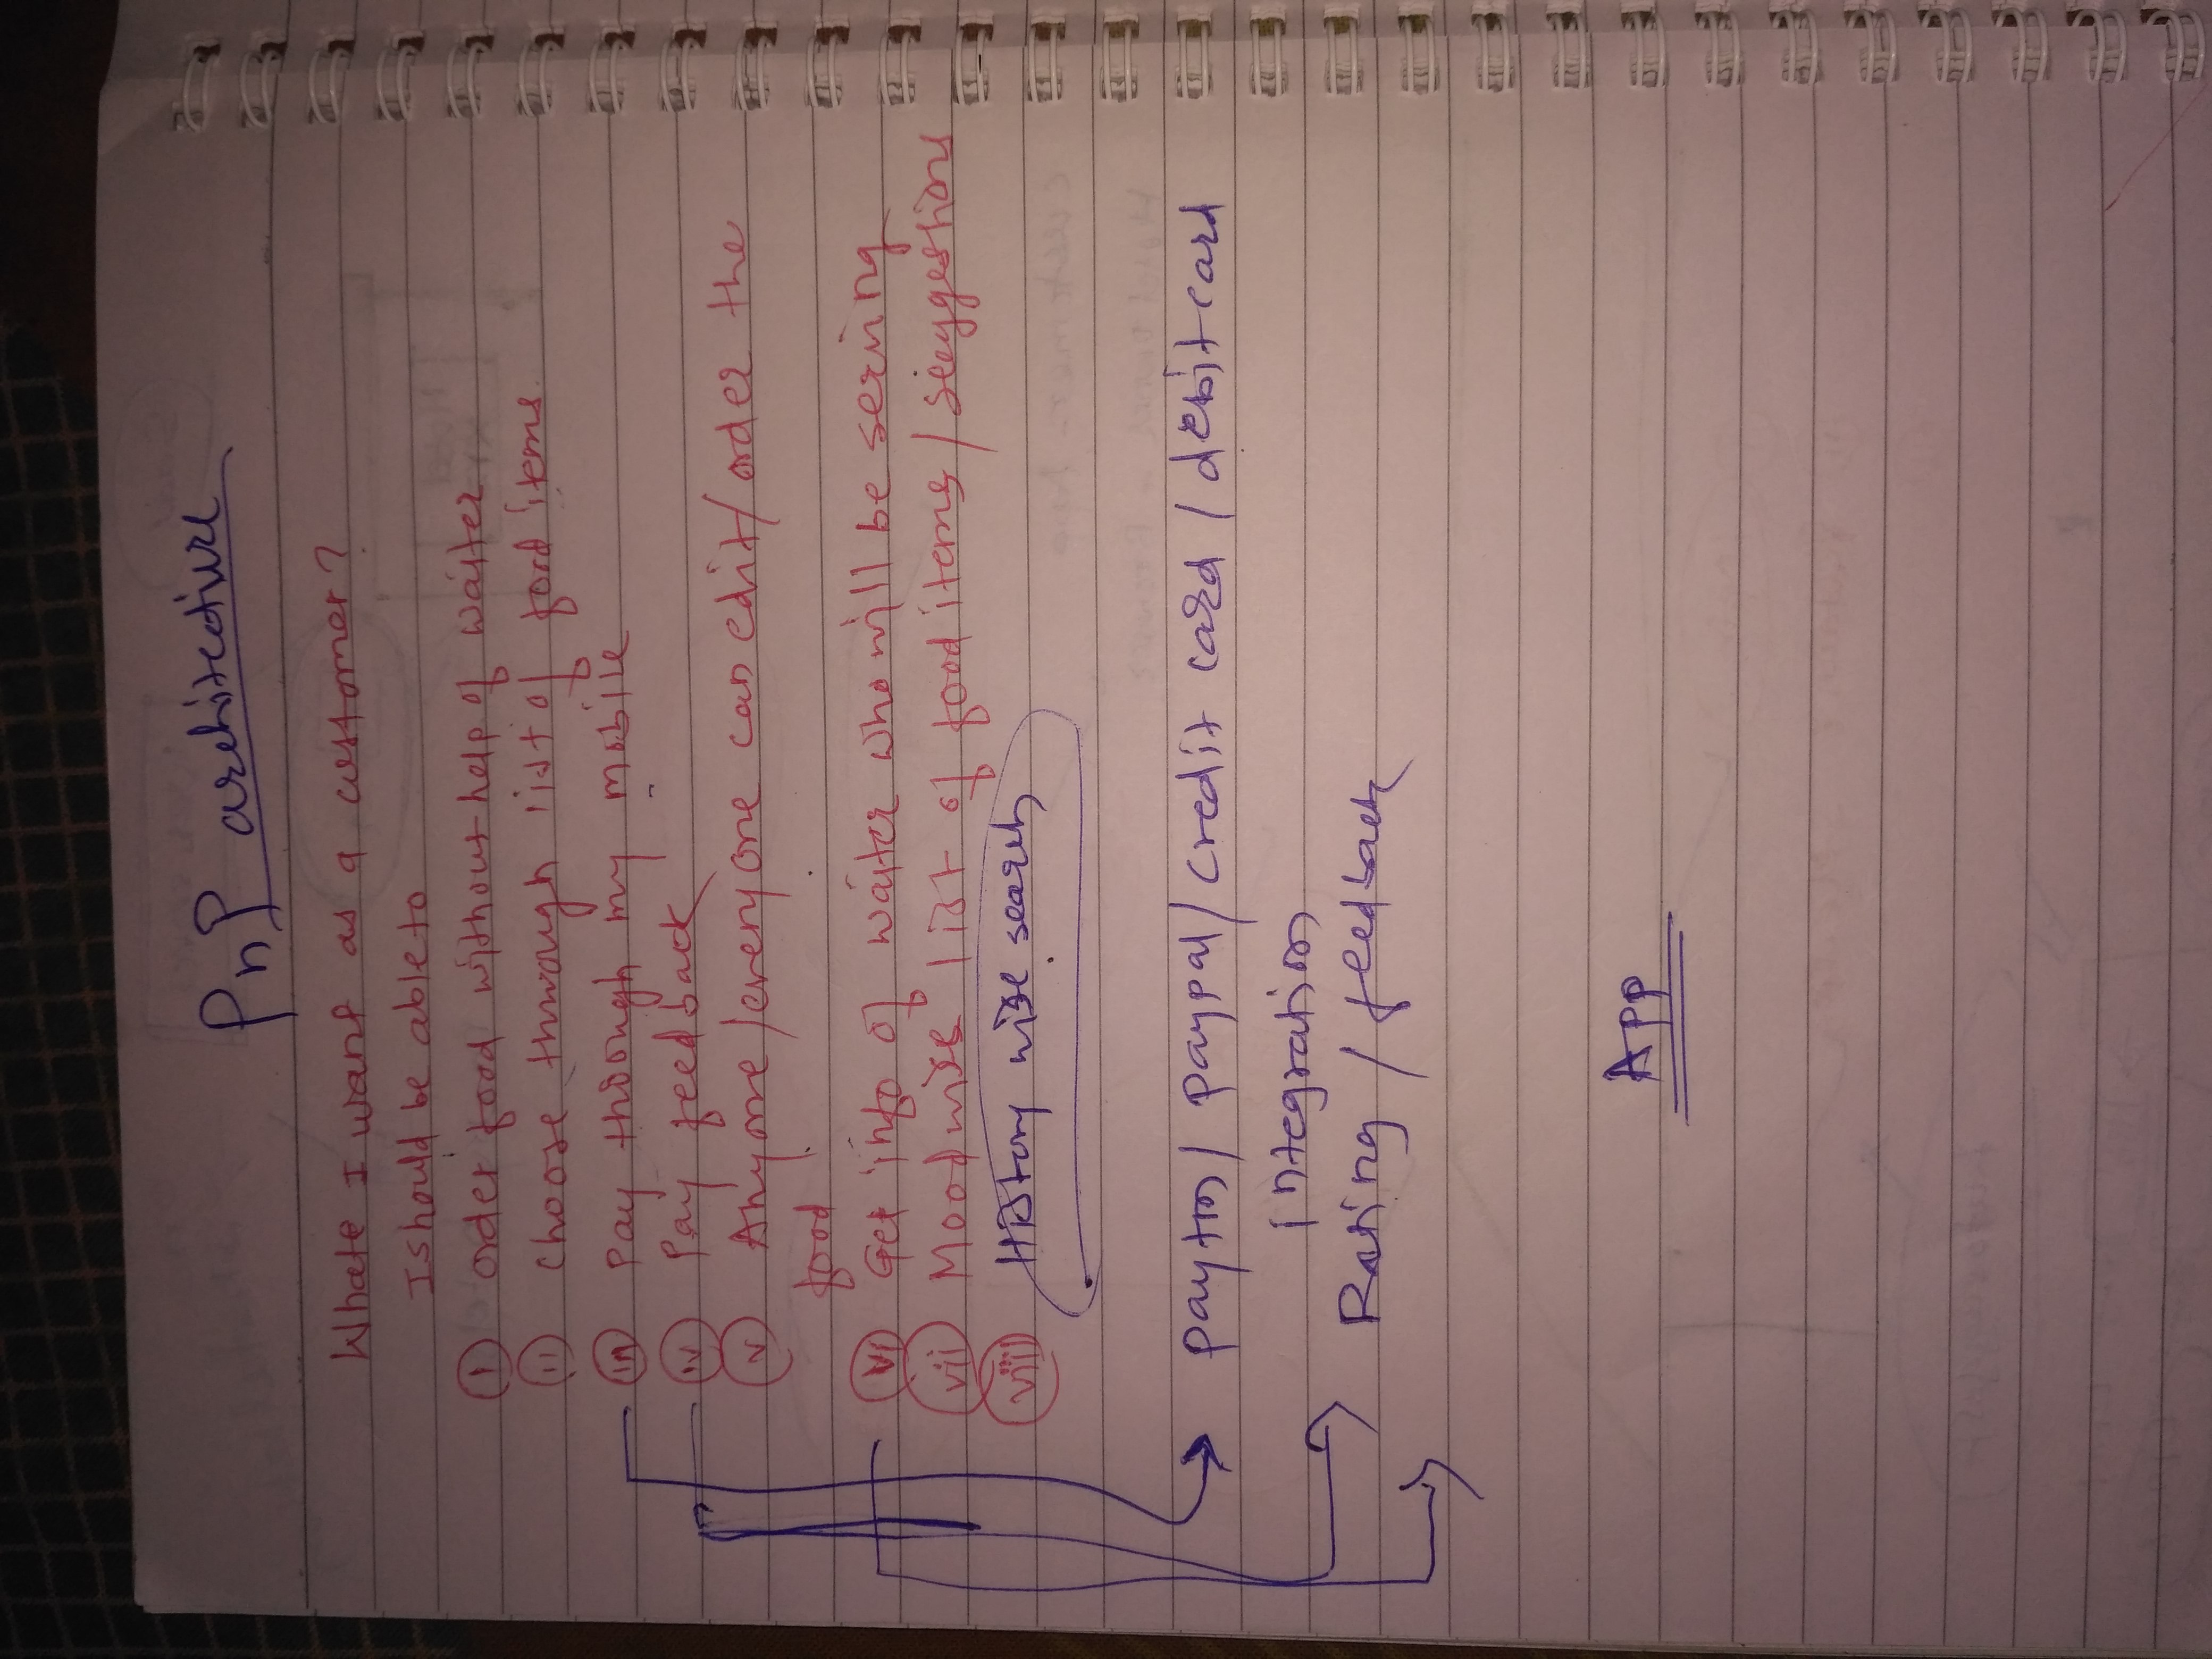 PnP architecture
Whate I want as a customer?
I should be able to
(i) order food without help of waiter
(ii) choose through list of food items
(iii) Pay through my mobile
(iv) Pay feedback
(v) Anyone/everyone can edit/order the
food
(vi) Get info of waiter who will be serving
(vii) Moodwise list of food items / suggestions
(viii) History wise search
paytm / paypal / credit card / debit card
integration
Rating / feedback
App